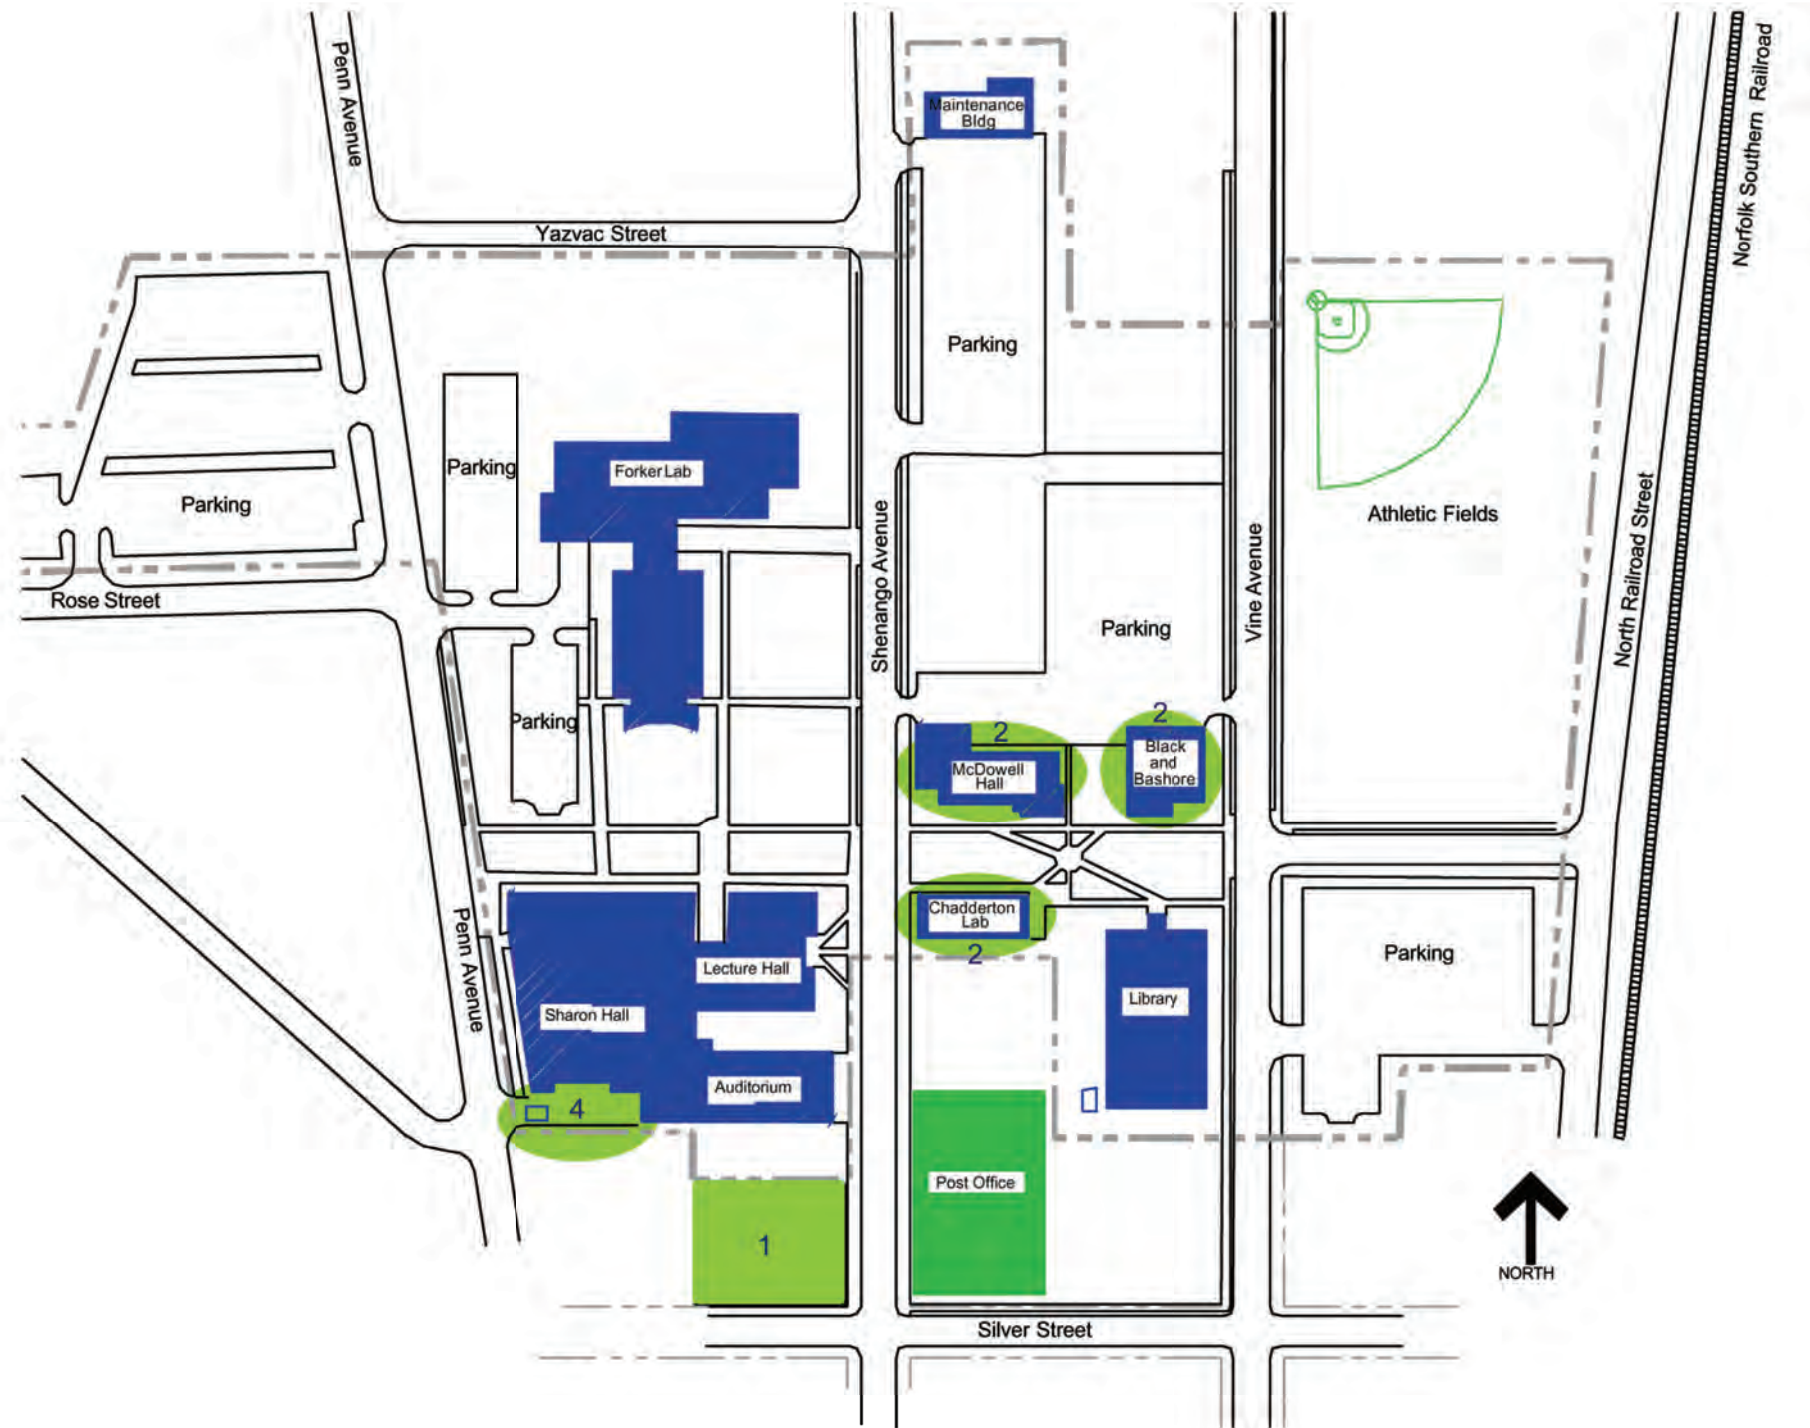 Penn Avenue
Maintenance
Bldg
Norfolk Southern Railroad
Yazvac Street
Parking
Parking
Forker Lab
Parking
Athletic Fields
Shenango Avenue
Vine Avenue
North Railroad Street
Rose Street
Parking
Parking
2
2
McDowell
Hall
Black
and
Bashore
Penn Avenue
Chadderton
Lab
2
Lecture Hall
Parking
Library
Sharon Hall
Auditorium
4
Post Office
1
NORTH
Silver Street